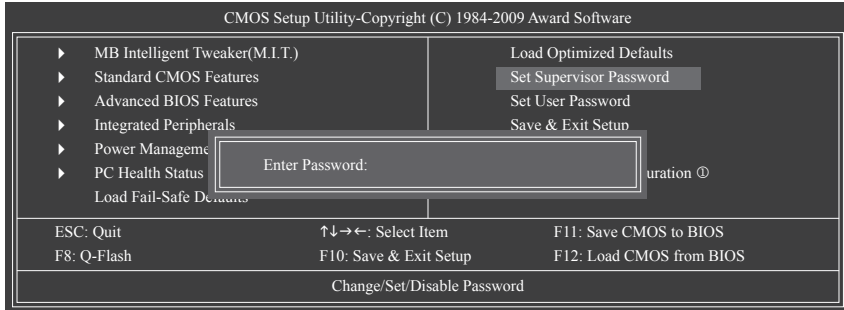 CMOS Setup Utility-Copyright (C) 1984-2009 Award Software
MB Intelligent Tweaker(M.I.T.)
Standard CMOS Features
Advanced BIOS Features
Integrated Peripherals
Power Manageme
PC Health Status
Load Fail-Safe Defaults
Load Optimized Defaults
Set Supervisor Password
Set User Password
Save & Exit Setup
uration ①
Enter Password:
ESC: Quit ↑↓→←: Select Item F11: Save CMOS to BIOS
F8: Q-Flash F10: Save & Exit Setup F12: Load CMOS from BIOS
Change/Set/Disable Password